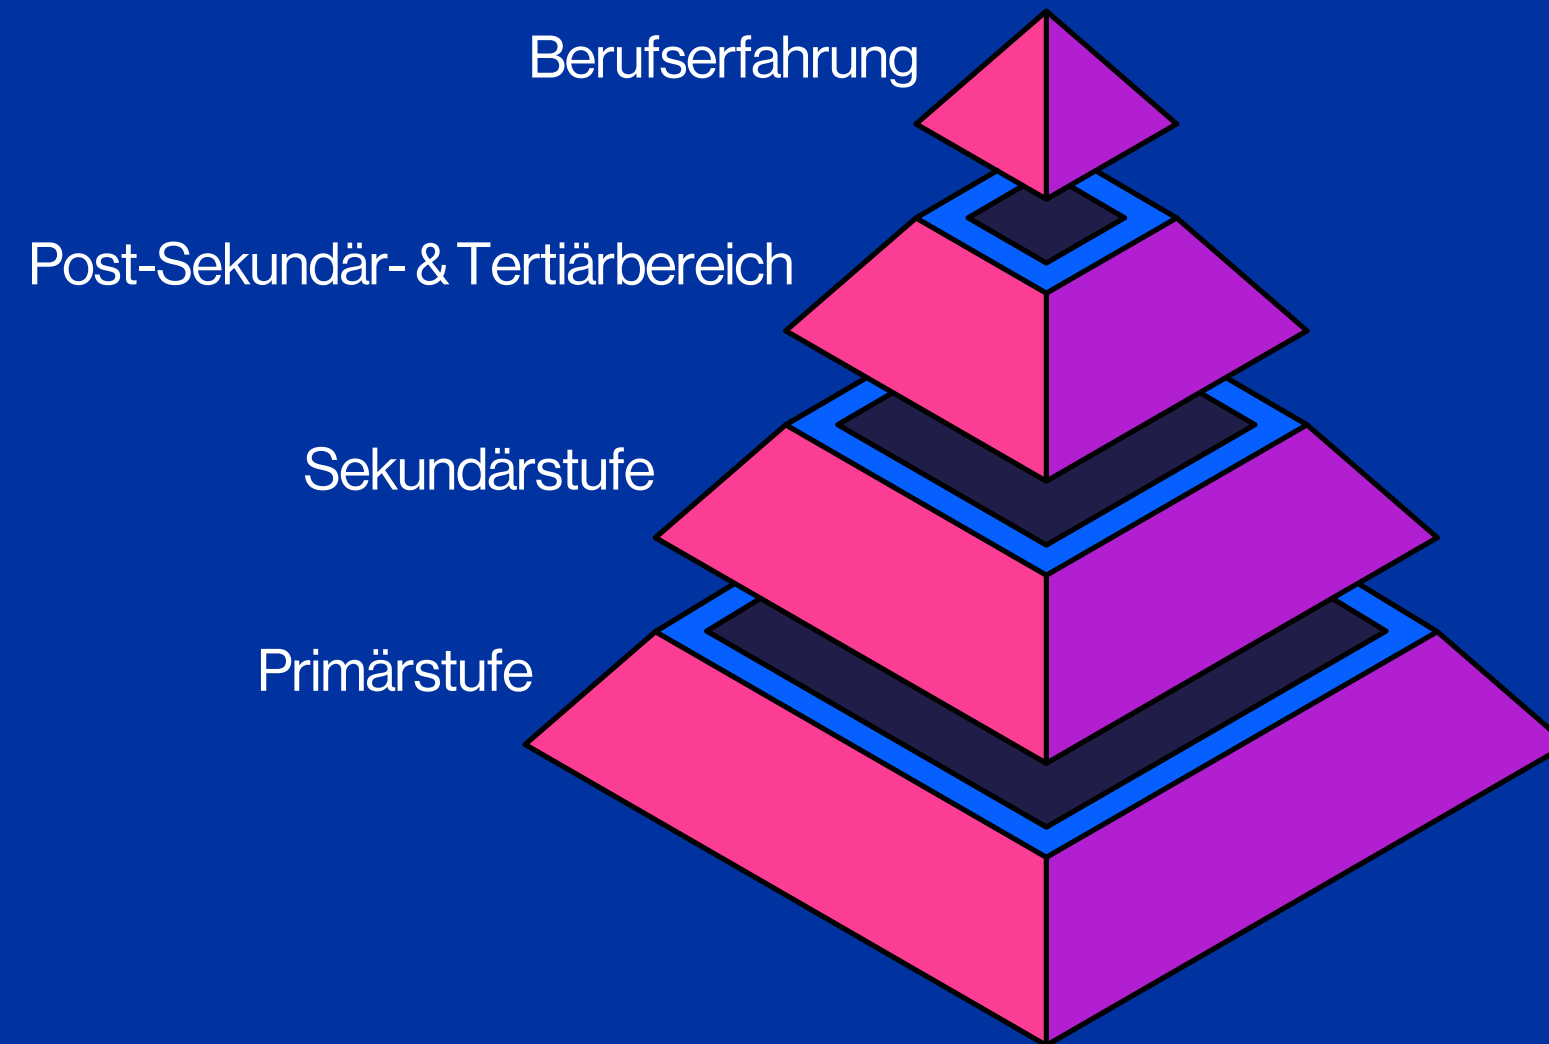 Berufserfahrung
Post-Sekundär- & Tertiärbereich
Sekundärstufe
Primärstufe